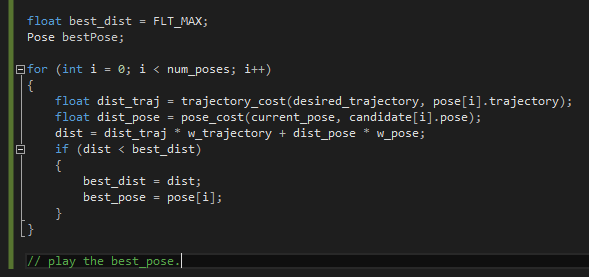 float best_dist = FLT_MAX;
Pose bestPose;
for (int i = 0; i < num_poses; i++)
{
float dist_traj = trajectory_cost(desired_trajectory, pose[i].trajectory);
float dist_pose = pose_cost(current_pose, candidate[i].pose);
dist = dist_traj * w_trajectory + dist_pose * w_pose;
if (dist < best_dist)
{
best_dist = dist;
best_pose = pose[i];
}
}
// play the best_pose.